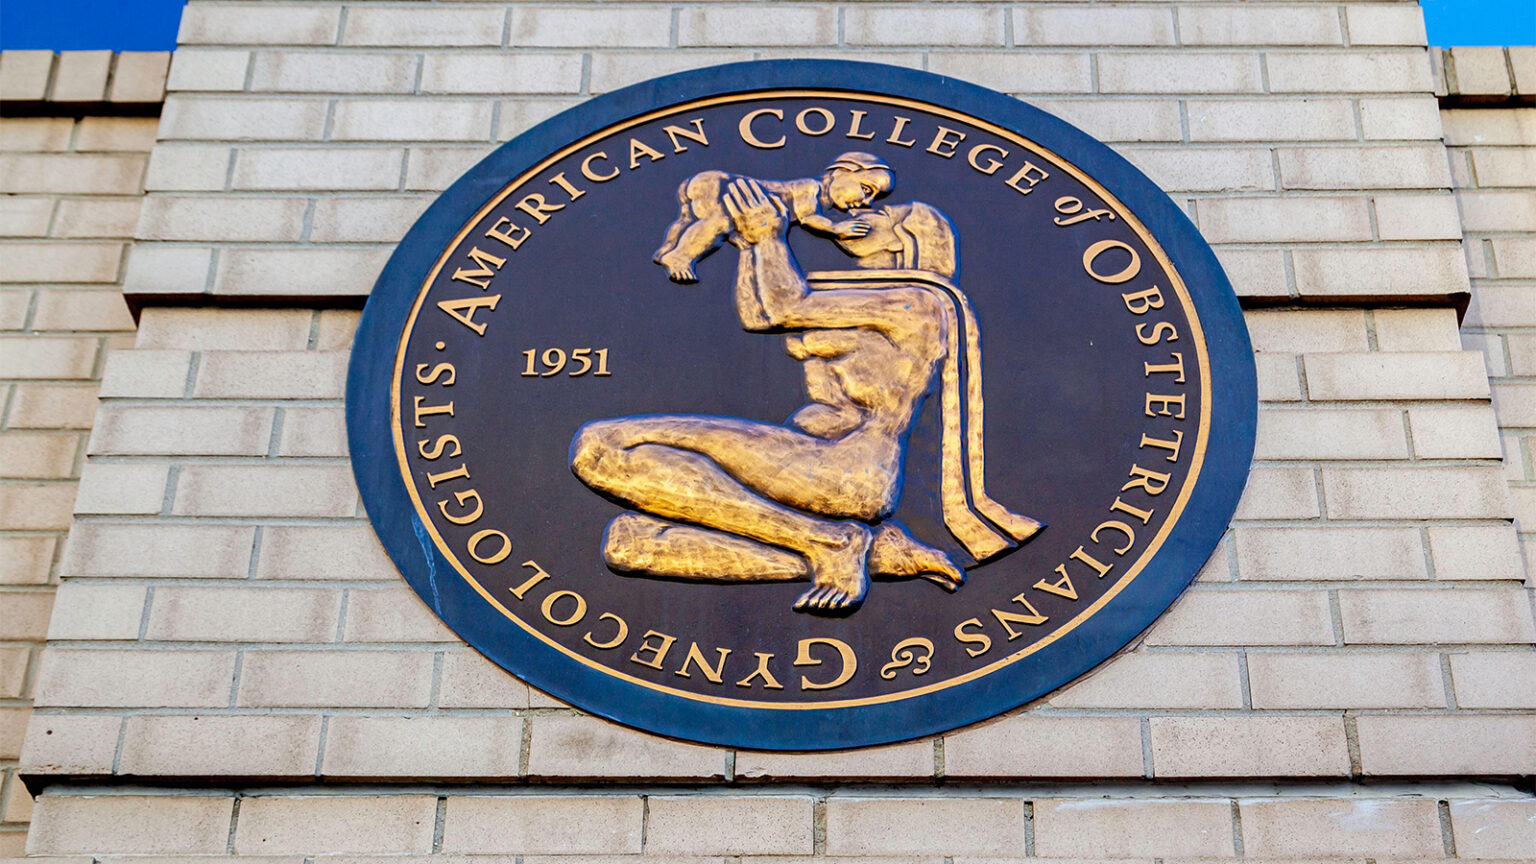 American College of Obstetricians & Gynecologists ·
1951